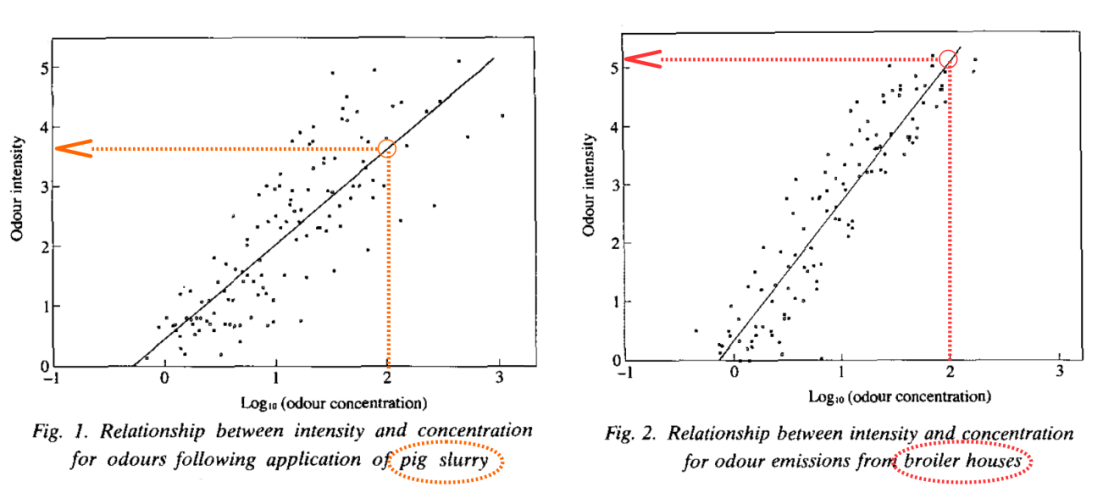 5
4
3
2
1
0
Odour intensity
−1
0
1
2
3
Log₁₀ (odour concentration)
Fig. 1. Relationship between intensity and concentration
for odours following application of pig slurry
5
4
3
2
1
0
Odour intensity
−1
0
1
2
3
Log₁₀ (odour concentration)
Fig. 2. Relationship between intensity and concentration
for odour emissions from broiler houses